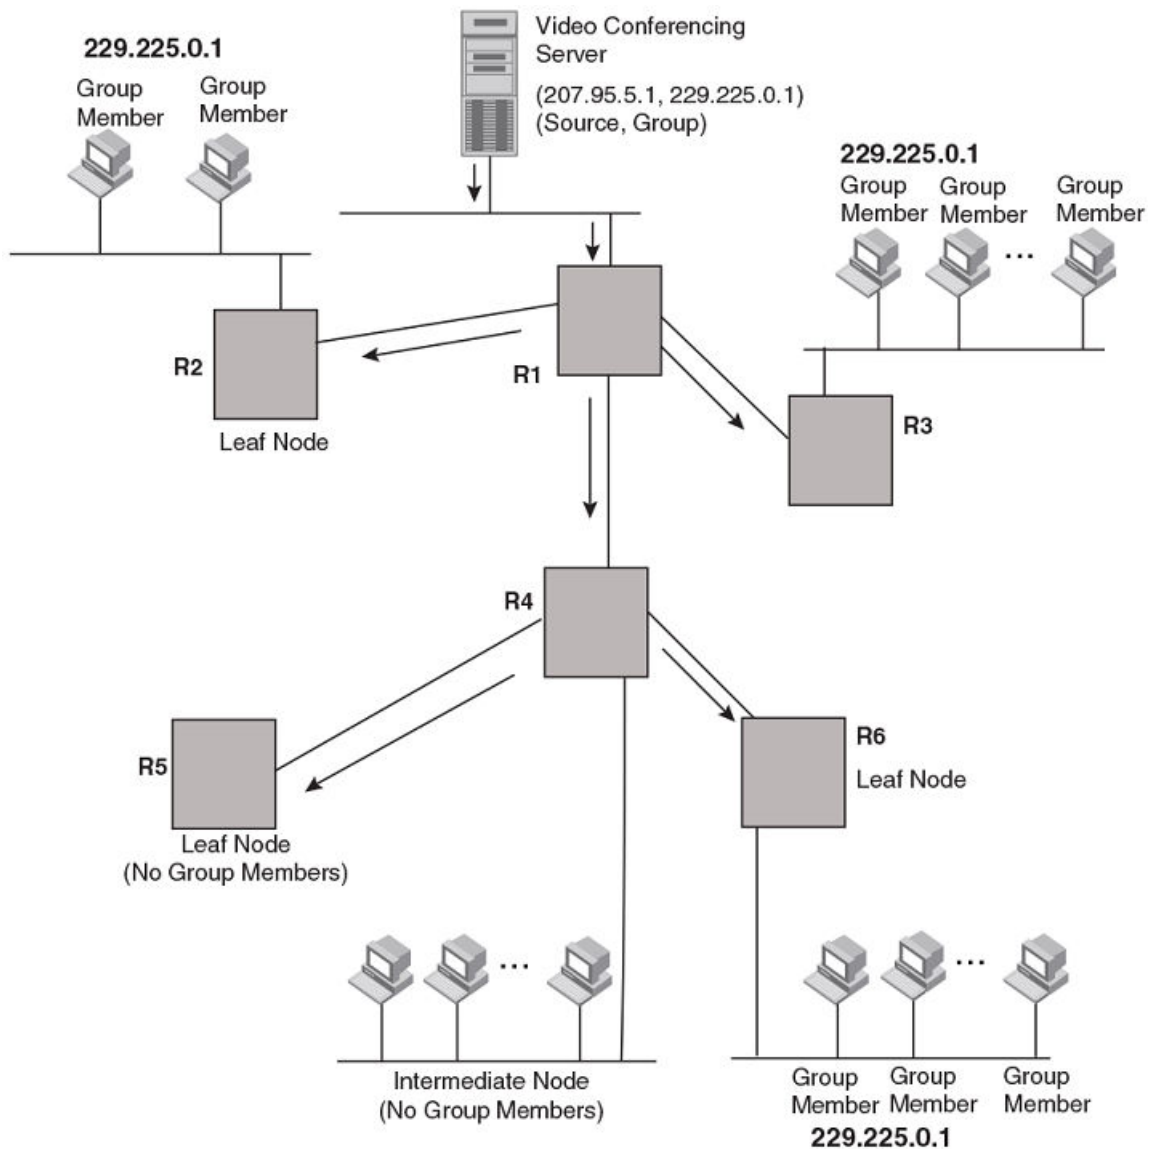 229.225.0.1
Group
Member
Group
Member
Video Conferencing
Server
(207.95.5.1, 229.225.0.1)
(Source, Group)
229.225.0.1
Group
Member
Group
Member
Group
Member
...
R2
Leaf Node
R1
R3
R4
R5
Leaf Node
(No Group Members)
R6
Leaf Node
...
Intermediate Node
(No Group Members)
...
Group
Member
Group
Member
Group
Member
229.225.0.1